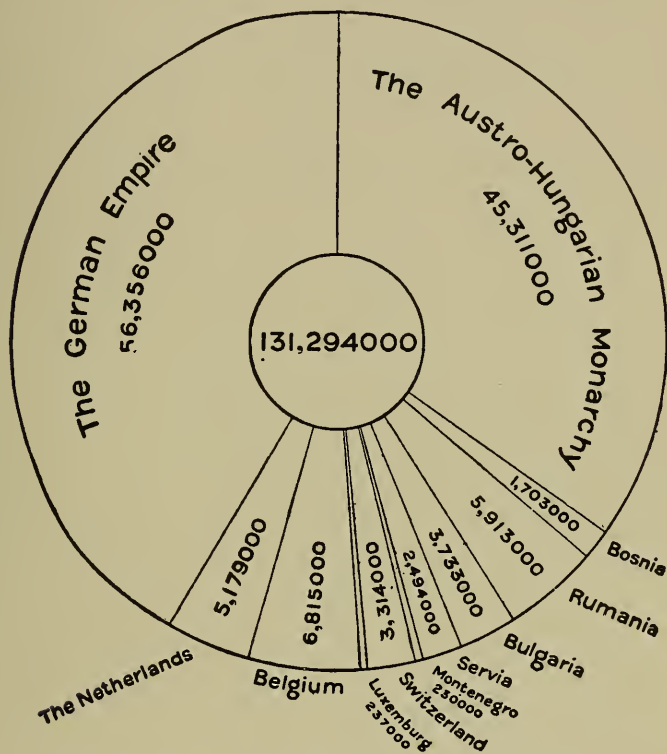 The German Empire
56,356000
The Austro-Hungarian Monarchy
45,311000
131,294000
1,703000
Bosnia
5,913000
Rumania
3,733000
Bulgaria
2,494000
Servia
Montenegro
3,314000
Switzerland
Luxemburg
237000
6,815000
Belgium
5,179000
The Netherlands